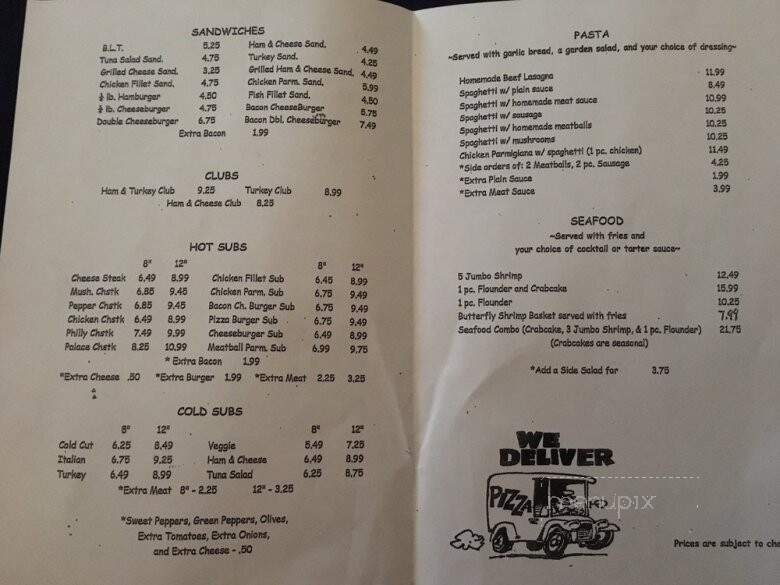 SANDWICHES
B.L.T. 5.25 Ham & Cheese Sand. 4.49
Tuna Salad Sand. 4.75 Turkey Sand. 4.25
Grilled Cheese Sand. 3.25 Grilled Ham & Cheese Sand. 4.49
Chicken Fillet Sand. 4.75 Chicken Parm. Sand. 5.99
½ lb. Hamburger 4.50 Fish Fillet Sand. 4.50
½ lb. Cheeseburger 4.75 Bacon CheeseBurger 5.75
Double Cheeseburger 6.75 Bacon Dbl. Cheeseburger 7.49
Extra Bacon 1.99
CLUBS
Ham & Turkey Club 9.25 Turkey Club 8.99
Ham & Cheese Club 8.25
HOT SUBS
8" 12" 8" 12"
Cheese Steak 6.49 8.99 Chicken Fillet Sub 6.45 8.99
Mush. Chstk 6.85 9.45 Chicken Parm. Sub 6.75 9.49
Pepper Chstk 6.85 9.45 Bacon Ch. Burger Sub 6.75 9.49
Chicken Chstk 6.49 8.99 Pizza Burger Sub 6.75 9.49
Philly Chstk 7.49 9.99 Cheeseburger Sub 6.49 8.99
Palace Chstk 8.25 10.99 Meatball Parm. Sub 6.99 9.75
* Extra Bacon 1.99
*Extra Cheese .50 *Extra Burger 1.99 *Extra Meat 2.25 3.25
COLD SUBS
8" 12" 8" 12"
Cold Cut 6.25 8.49 Veggie 5.49 7.25
Italian 6.75 9.25 Ham & Cheese 6.49 8.99
Turkey 6.49 8.99 Tuna Salad 6.25 8.75
*Extra Meat 8" - 2.25 12" - 3.25
*Sweet Peppers, Green Peppers, Olives,
Extra Tomatoes, Extra Onions,
and Extra Cheese - .50
PASTA
~Served with garlic bread, a garden salad, and your choice of dressing~
Homemade Beef Lasagna 11.99
Spaghetti w/ plain sauce 8.49
Spaghetti w/ homemade meat sauce 10.99
Spaghetti w/ sausage 10.25
Spaghetti w/ homemade meatballs 10.25
Spaghetti w/ mushrooms 10.25
Chicken Parmigiana w/ spaghetti (1 pc. chicken) 11.49
*Side orders of: 2 Meatballs, 2 pc. Sausage 4.25
*Extra Plain Sauce 1.99
*Extra Meat Sauce 3.99
SEAFOOD
~Served with fries and
your choice of cocktail or tarter sauce~
5 Jumbo Shrimp 12.49
1 pc. Flounder and Crabcake 15.99
1 pc. Flounder 10.25
Butterfly Shrimp Basket served with fries 7.99
Seafood Combo (Crabcake, 3 Jumbo Shrimp, & 1 pc. Flounder) 21.75
(Crabcakes are seasonal)
*Add a Side Salad for 3.75
WE
DELIVER
PIZZA
menupix
Prices are subject to cha